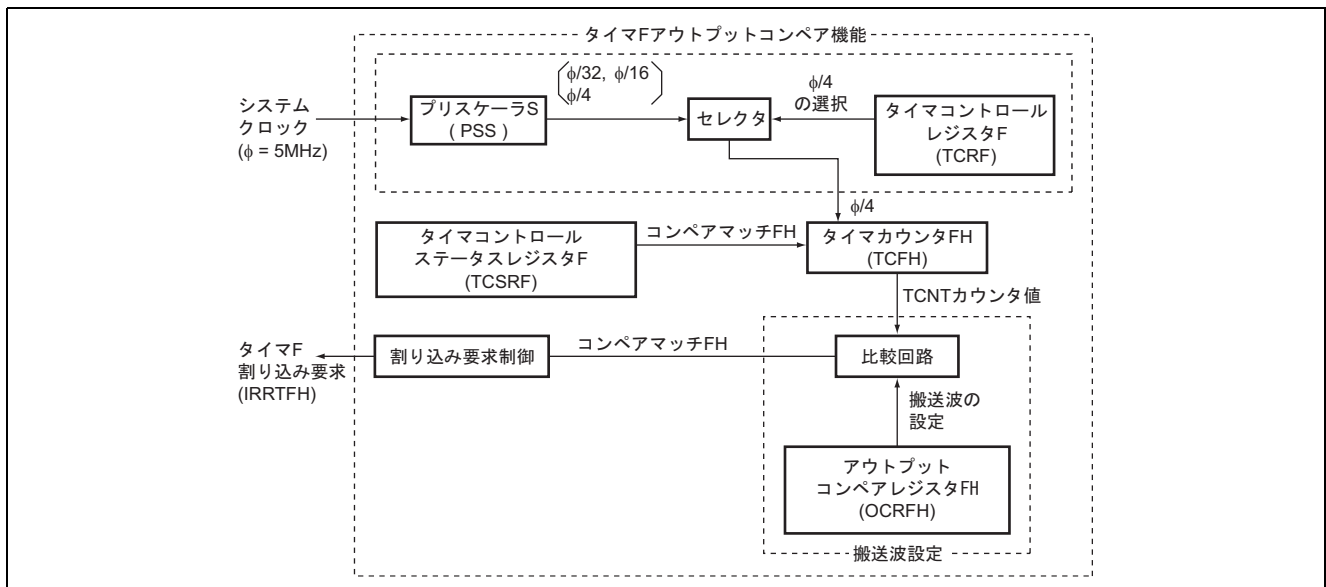 タイマFアウトプットコンペア機能
システム
クロック
(φ = 5MHz)
プリスケーラS
( PSS )
φ/32, φ/16
φ/4
セレクタ
φ/4
の選択
タイマコントロール
レジスタF
(TCRF)
φ/4
タイマコントロール
ステータスレジスタF
(TCSRF)
コンペアマッチFH
タイマカウンタFH
(TCFH)
TCNTカウンタ値
タイマF
割り込み要求
(IRRTFH)
割り込み要求制御
コンペアマッチFH
比較回路
搬送波の
設定
アウトプット
コンペアレジスタFH
(OCRFH)
搬送波設定